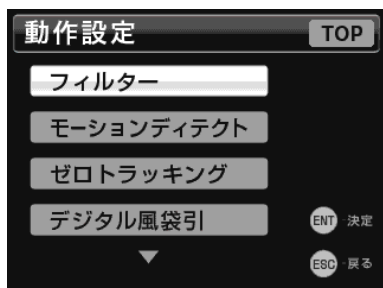 動作設定 TOP
フィルター
モーションディテクト
ゼロトラッキング
デジタル風袋引
ENT 決定
ESC 戻る